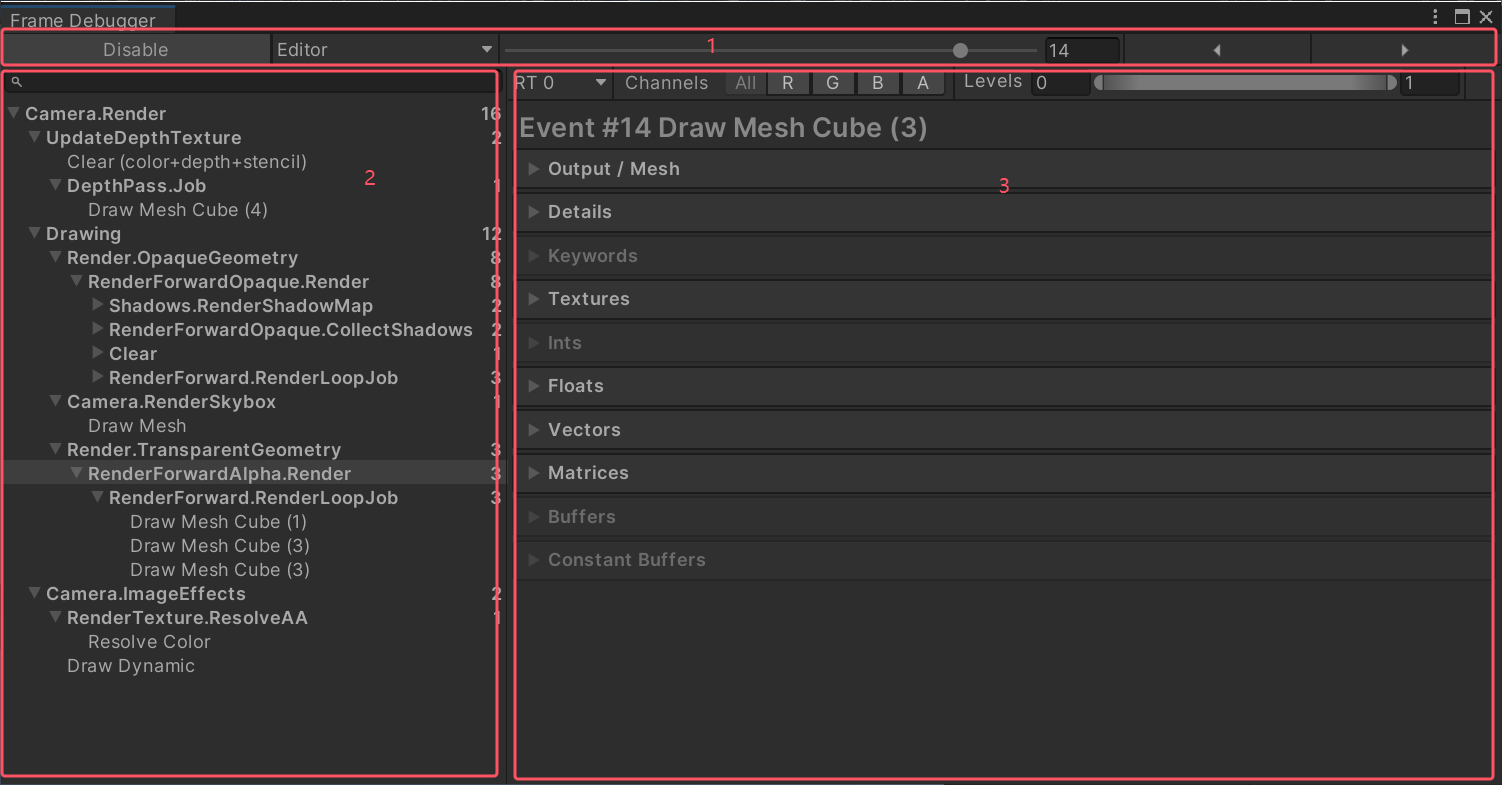 Frame Debugger
Disable Editor 1 14
RT 0 Channels All R G B A Levels 0 1
Camera.Render 16
UpdateDepthTexture 2
Clear (color+depth+stencil)
2
DepthPass.Job 1
Draw Mesh Cube (4)
Drawing 12
Render.OpaqueGeometry 8
RenderForwardOpaque.Render 8
Shadows.RenderShadowMap 2
RenderForwardOpaque.CollectShadows 2
Clear 1
RenderForward.RenderLoopJob 3
Camera.RenderSkybox 1
Draw Mesh
Render.TransparentGeometry 3
RenderForwardAlpha.Render 3
RenderForward.RenderLoopJob 3
Draw Mesh Cube (1)
Draw Mesh Cube (3)
Draw Mesh Cube (3)
Camera.ImageEffects 2
RenderTexture.ResolveAA 1
Resolve Color
Draw Dynamic
Event #14 Draw Mesh Cube (3)
Output / Mesh
3
Details
Keywords
Textures
Ints
Floats
Vectors
Matrices
Buffers
Constant Buffers